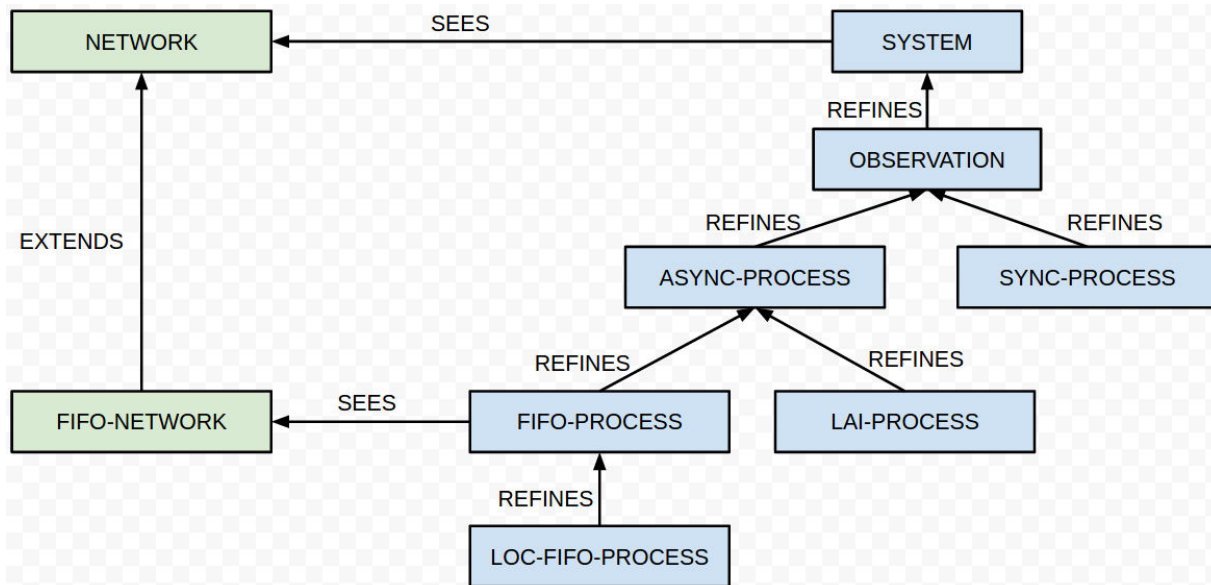 NETWORK
SEES
SYSTEM
REFINES
OBSERVATION
REFINES
REFINES
EXTENDS
ASYNC-PROCESS
SYNC-PROCESS
REFINES
REFINES
SEES
FIFO-NETWORK
FIFO-PROCESS
LAI-PROCESS
REFINES
LOC-FIFO-PROCESS